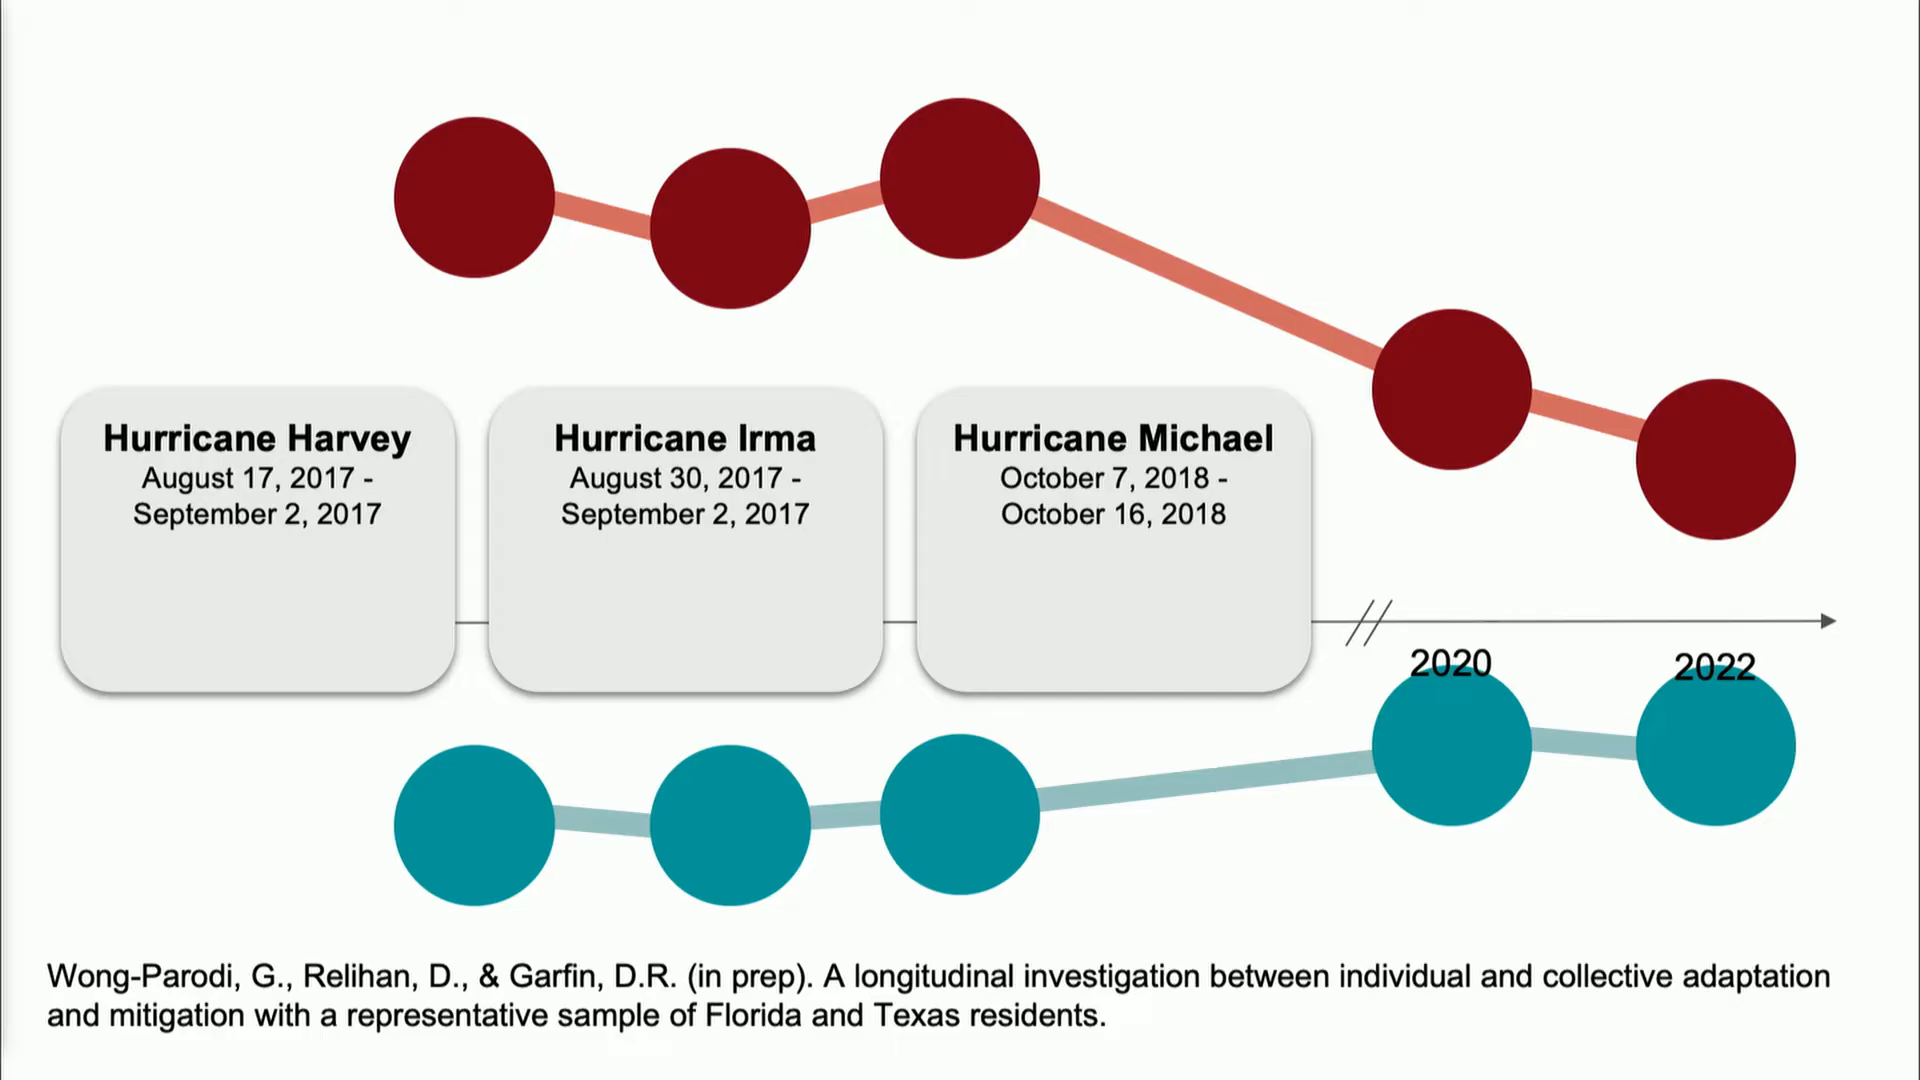 Hurricane Harvey
August 17, 2017 -
September 2, 2017
Hurricane Irma
August 30, 2017 -
September 2, 2017
Hurricane Michael
October 7, 2018 -
October 16, 2018
2020
2022
Wong-Parodi, G., Relihan, D., & Garfin, D.R. (in prep). A longitudinal investigation between individual and collective adaptation
and mitigation with a representative sample of Florida and Texas residents.